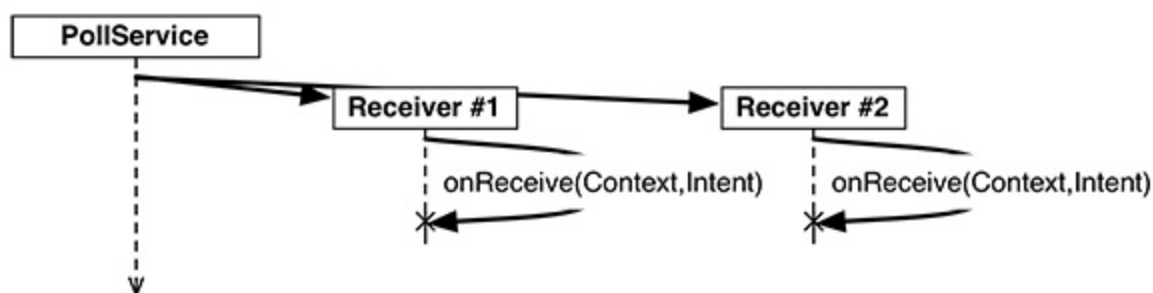 PollService
Receiver #1
Receiver #2
onReceive(Context,Intent)
onReceive(Context,Intent)